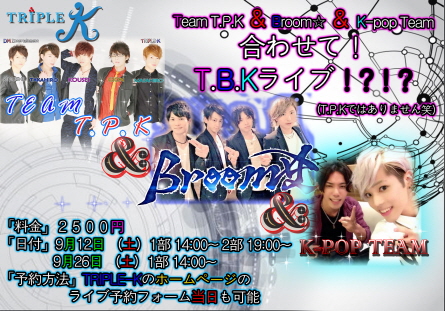 TRIPLE K
Team T.P.K & Broom☆ & K-pop Team
合わせて！
T.B.Kライブ！？！？
(T.P.Kではありません笑)
TEAM
T.P.K
&
Broom☆
&
K-POP TEAM
「料金」２５００円
「日付」9月12日 （土） 1部 14:00～ 2部 19:00～
9月26日 （土） 1部 14:00～
「予約方法」TRIPLE-Kのホームページの
ライブ予約フォーム当日も可能